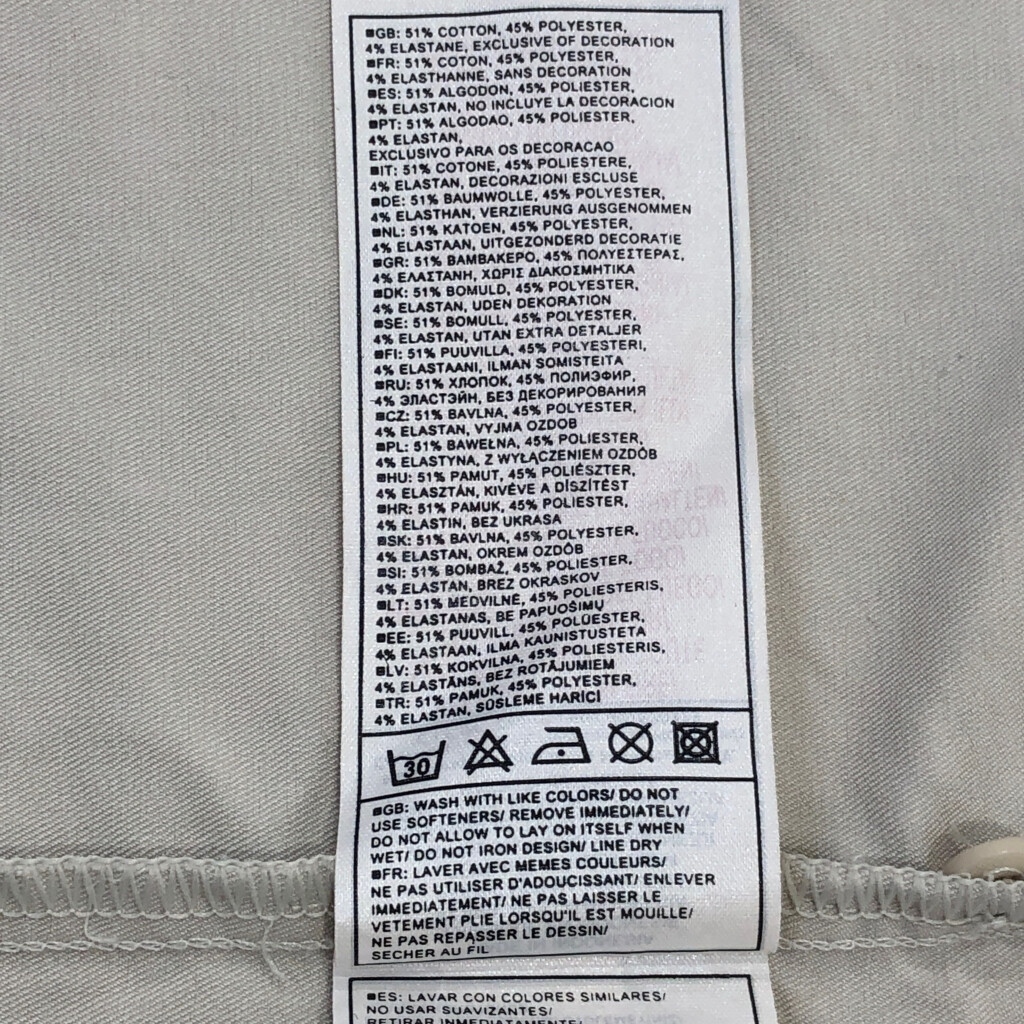 ■GB: 51% COTTON, 45% POLYESTER,
4% ELASTANE, EXCLUSIVE OF DECORATION
■FR: 51% COTON, 45% POLYESTER,
4% ELASTHANNE, SANS DECORATION
■ES: 51% ALGODON, 45% POLIESTER,
4% ELASTAN, NO INCLUYE LA DECORACION
■PT: 51% ALGODAO, 45% POLIESTER,
4% ELASTAN,
EXCLUSIVO PARA OS DECORACAO
■IT: 51% COTONE, 45% POLIESTERE,
4% ELASTAN, DECORAZIONI ESCLUSE
■DE: 51% BAUMWOLLE, 45% POLYESTER,
4% ELASTHAN, VERZIERUNG AUSGENOMMEN
■NL: 51% KATOEN, 45% POLYESTER,
4% ELASTAAN, UITGEZONDERD DECORATIE
■GR: 51% ΒΑΜΒΑΚΕΡΟ, 45% ΠΟΛΥΕΣΤΕΡΑΣ,
4% ΕΛΑΣΤΑΝΗ, ΧΩΡΙΣ ΔΙΑΚΟΣΜΗΤΙΚΑ
■DK: 51% BOMULD, 45% POLYESTER,
4% ELASTAN, UDEN DEKORATION
■SE: 51% BOMULL, 45% POLYESTER,
4% ELASTAN, UTAN EXTRA DETALJER
■FI: 51% PUUVILLA, 45% POLYESTERI,
4% ELASTAANI, ILMAN SOMISTEITA
■RU: 51% ХЛОПОК, 45% ПОЛИЭФИР,
4% ЭЛАСТЭЙН, БЕЗ ДЕКОРИРОВАНИЯ
■CZ: 51% BAVLNA, 45% POLYESTER,
4% ELASTAN, VYJMA OZDOB
■PL: 51% BAWEŁNA, 45% POLIESTER,
4% ELASTYNA, Z WYŁĄCZENIEM OZDÓB
■HU: 51% PAMUT, 45% POLIÉSZTER,
4% ELASZTÁN, KIVÉVE A DÍSZÍTÉST
■HR: 51% PAMUK, 45% POLIESTER,
4% ELASTIN, BEZ UKRASA
■SK: 51% BAVLNA, 45% POLYESTER,
4% ELASTAN, OKREM OZDÔB
■SI: 51% BOMBAŽ, 45% POLIESTER,
4% ELASTAN, BREZ OKRASKOV
■LT: 51% MEDVILNĖ, 45% POLIESTERIS,
4% ELASTANAS, BE PAPUOŠIMŲ
■EE: 51% PUUVILL, 45% POLÜESTER,
4% ELASTAAN, ILMA KAUNISTUSTETA
■LV: 51% KOKVILNA, 45% POLIESTERIS,
4% ELASTĀNS, BEZ ROTĀJUMIEM
■TR: 51% PAMUK, 45% POLYESTER,
4% ELASTAN, SÜSLEME HARİCİ
30
■GB: WASH WITH LIKE COLORS/ DO NOT
USE SOFTENERS/ REMOVE IMMEDIATELY/
DO NOT ALLOW TO LAY ON ITSELF WHEN
WET/ DO NOT IRON DESIGN/ LINE DRY
■FR: LAVER AVEC MEMES COULEURS/
NE PAS UTILISER D'ADOUCISSANT/ ENLEVER
IMMEDIATEMENT/ NE PAS LAISSER LE
VETEMENT PLIE LORSQU'IL EST MOUILLE/
NE PAS REPASSER LE DESSIN/
SECHER AU FIL
■ES: LAVAR CON COLORES SIMILARES/
NO USAR SUAVIZANTES/
RETIRAR INMEDIATAMENTE/